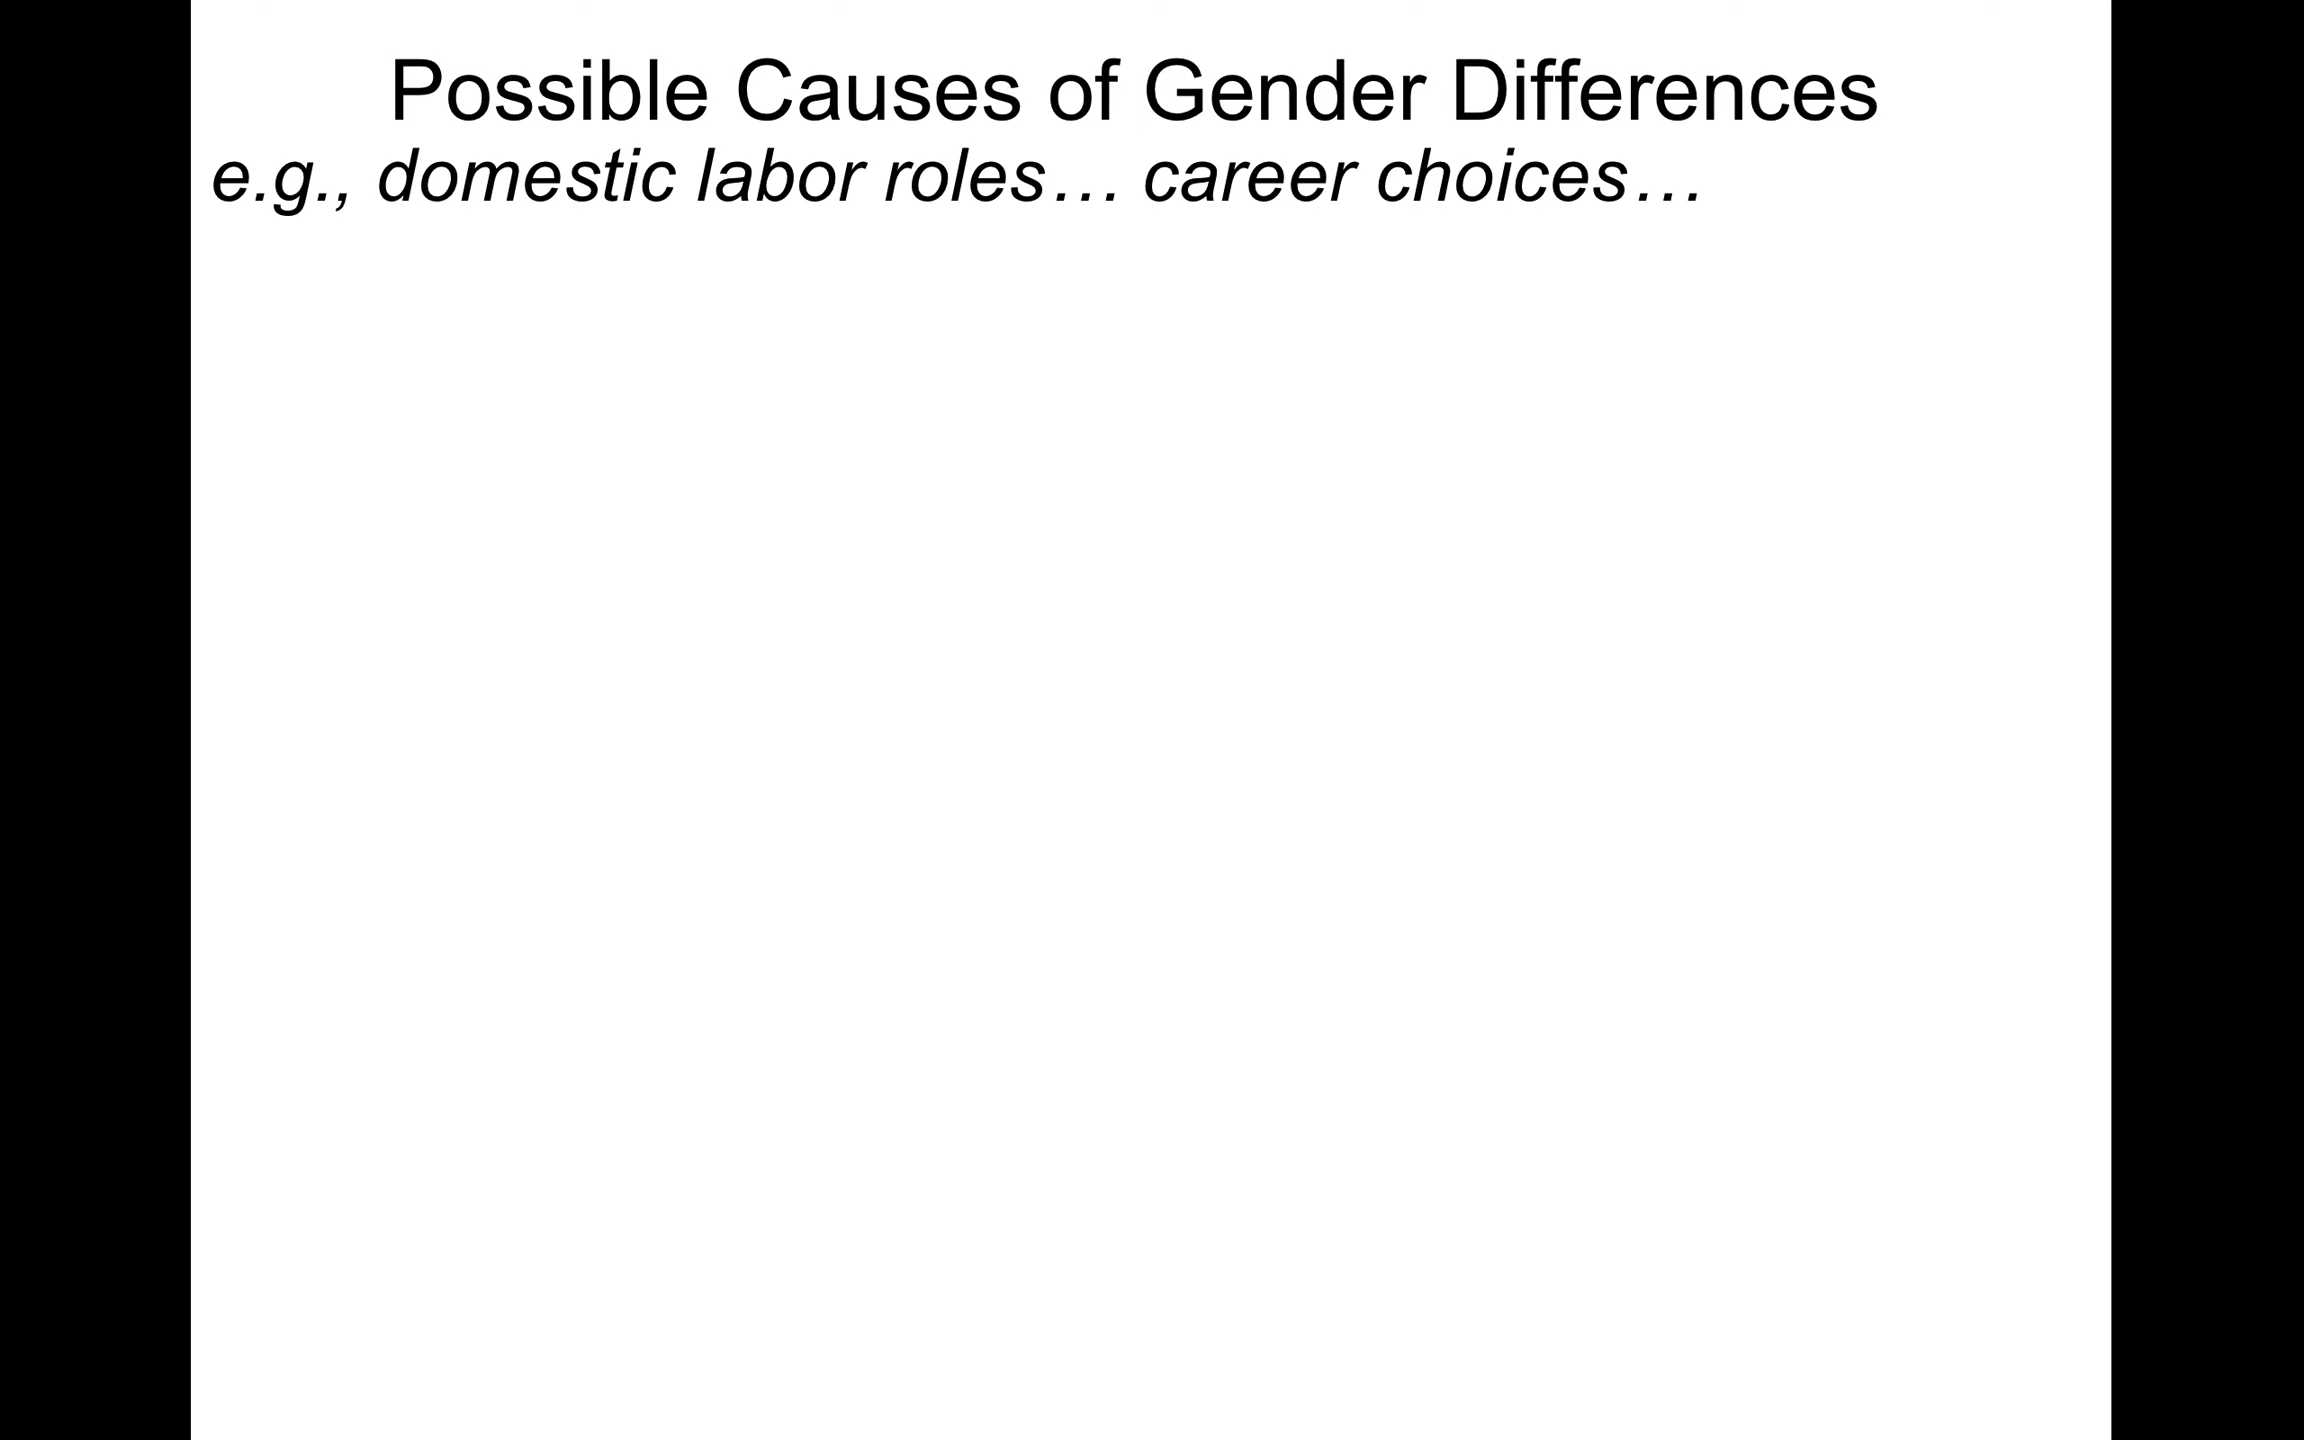 Possible Causes of Gender Differences
e.g., domestic labor roles… career choices…